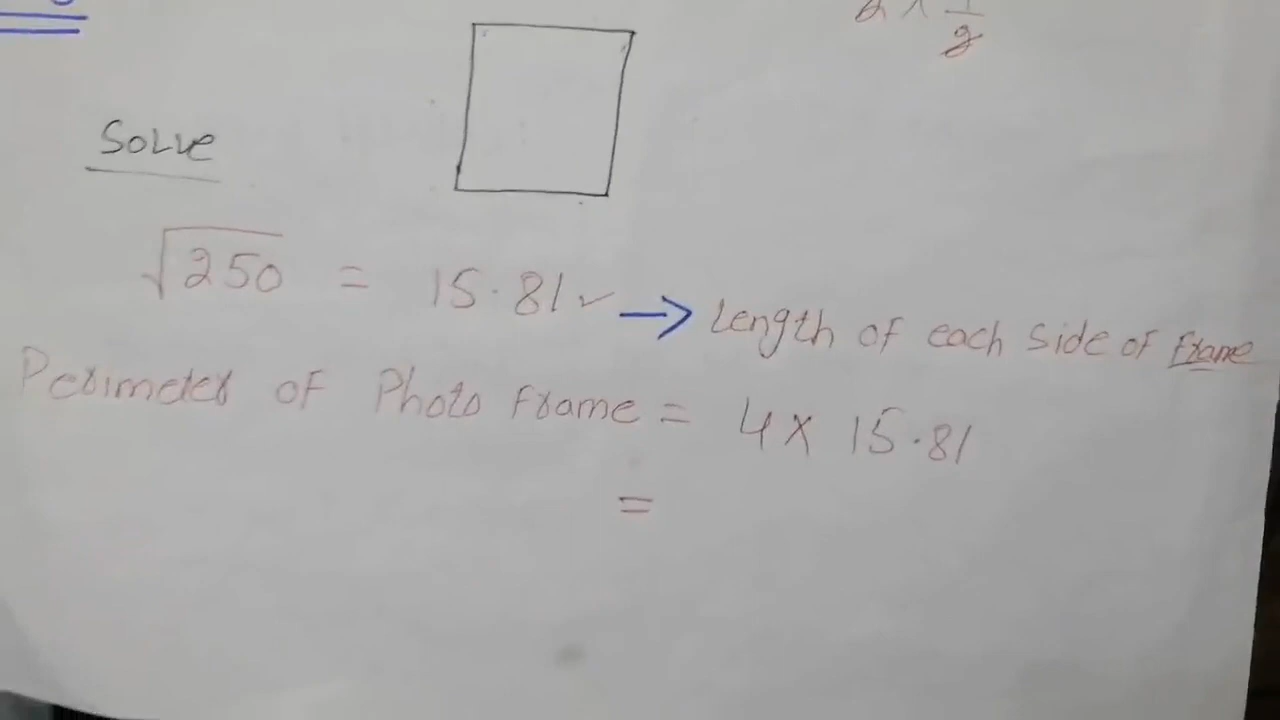 Solve
√250 = 15.81 ✓ → Length of each side of frame
Perimeter of Photo frame = 4 × 15.81
=